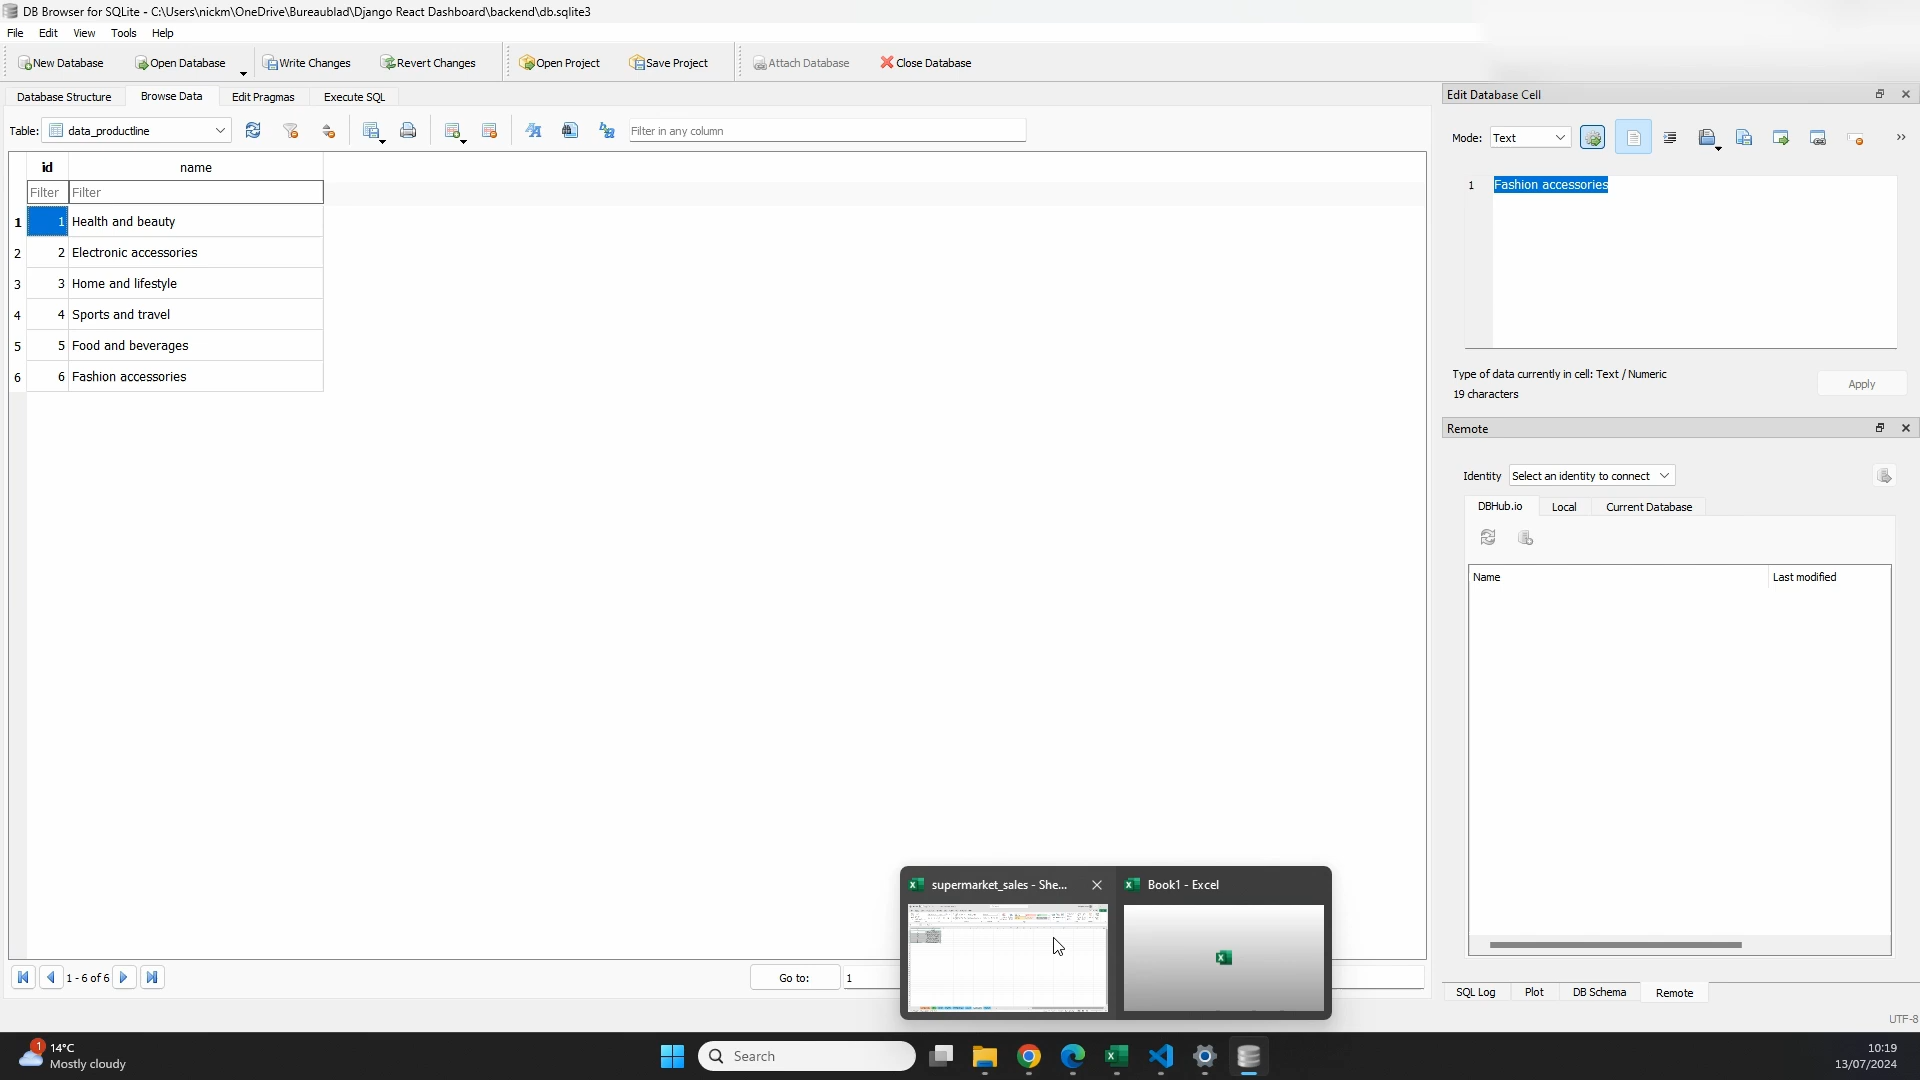 DB Browser for SQLite - C:\Users\nickm\OneDrive\Bureaublad\Django React Dashboard\backend\db.sqlite3
File Edit View Tools Help
New Database Open Database Write Changes Revert Changes Open Project Save Project Attach Database Close Database
Database Structure Browse Data Edit Pragmas Execute SQL
Table: data_productline Filter in any column
id name
Filter Filter
1 1 Health and beauty
2 2 Electronic accessories
3 3 Home and lifestyle
4 4 Sports and travel
5 5 Food and beverages
6 6 Fashion accessories
1 - 6 of 6 Go to: 1
Edit Database Cell
Mode: Text
1 Fashion accessories
Type of data currently in cell: Text / Numeric
19 characters
Apply
Remote
Identity Select an identity to connect
DBHub.io Local Current Database
Name Last modified
SQL Log Plot DB Schema Remote
UTF-8
supermarket_sales - She... Book1 - Excel
1 14°C
Mostly cloudy
Search
10:19
13/07/2024